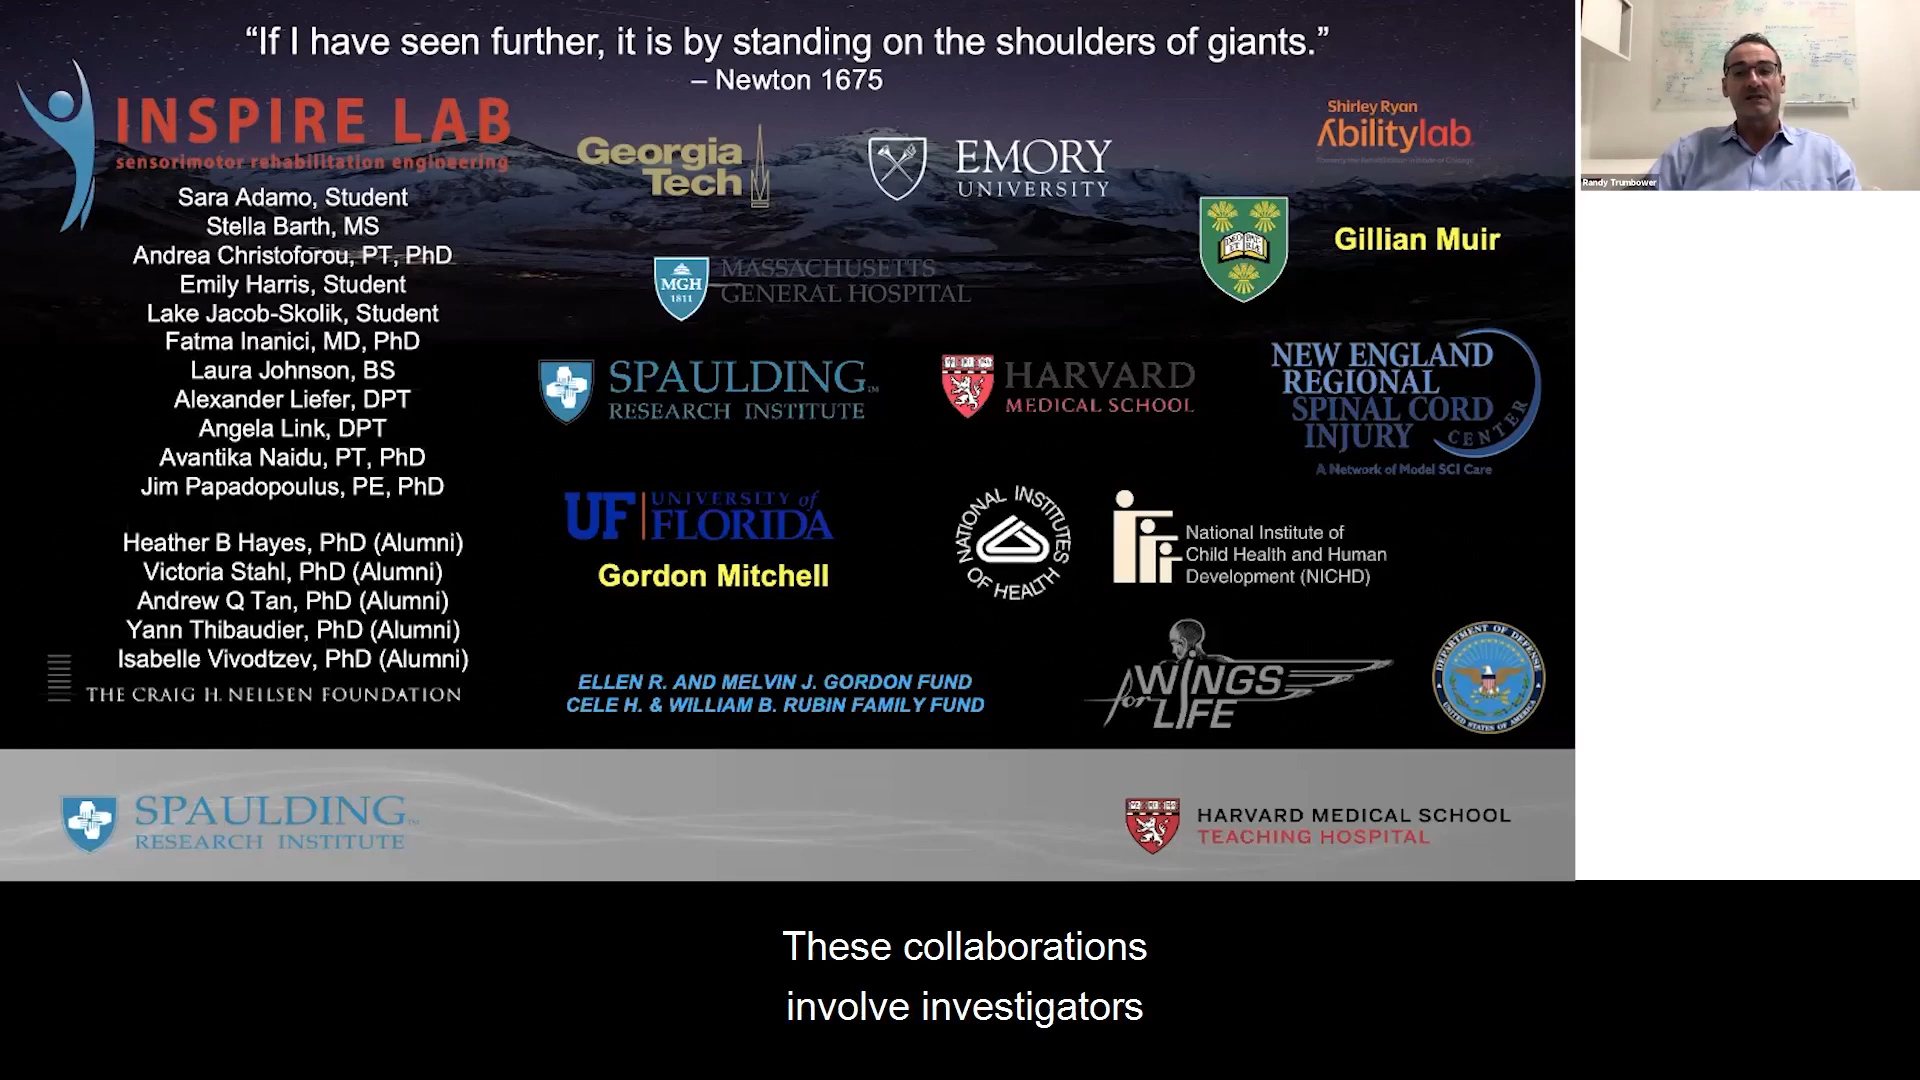 “If I have seen further, it is by standing on the shoulders of giants.”
– Newton 1675
INSPIRE LAB
sensorimotor rehabilitation engineering
Sara Adamo, Student
Stella Barth, MS
Andrea Christoforou, PT, PhD
Emily Harris, Student
Lake Jacob-Skolik, Student
Fatma Inanici, MD, PhD
Laura Johnson, BS
Alexander Liefer, DPT
Angela Link, DPT
Avantika Naidu, PT, PhD
Jim Papadopoulus, PE, PhD
Heather B Hayes, PhD (Alumni)
Victoria Stahl, PhD (Alumni)
Andrew Q Tan, PhD (Alumni)
Yann Thibaudier, PhD (Alumni)
Isabelle Vivodtzev, PhD (Alumni)
THE CRAIG H. NEILSEN FOUNDATION
Georgia
Tech
EMORY
UNIVERSITY
Shirley Ryan
Abilitylab
Formerly the Rehabilitation Institute of Chicago
Gillian Muir
MGH
1811
MASSACHUSETTS
GENERAL HOSPITAL
SPAULDING™
RESEARCH INSTITUTE
HARVARD
MEDICAL SCHOOL
NEW ENGLAND
REGIONAL
SPINAL CORD
INJURY
CENTER
A Network of Model SCI Care
UF UNIVERSITY of
FLORIDA
Gordon Mitchell
NATIONAL INSTITUTES
OF HEALTH
National Institute of
Child Health and Human
Development (NICHD)
ELLEN R. AND MELVIN J. GORDON FUND
CELE H. & WILLIAM B. RUBIN FAMILY FUND
WINGS
for LIFE
DEPARTMENT OF DEFENSE
UNITED STATES OF AMERICA
SPAULDING™
RESEARCH INSTITUTE
HARVARD MEDICAL SCHOOL
TEACHING HOSPITAL
Randy Trumbower
These collaborations
involve investigators